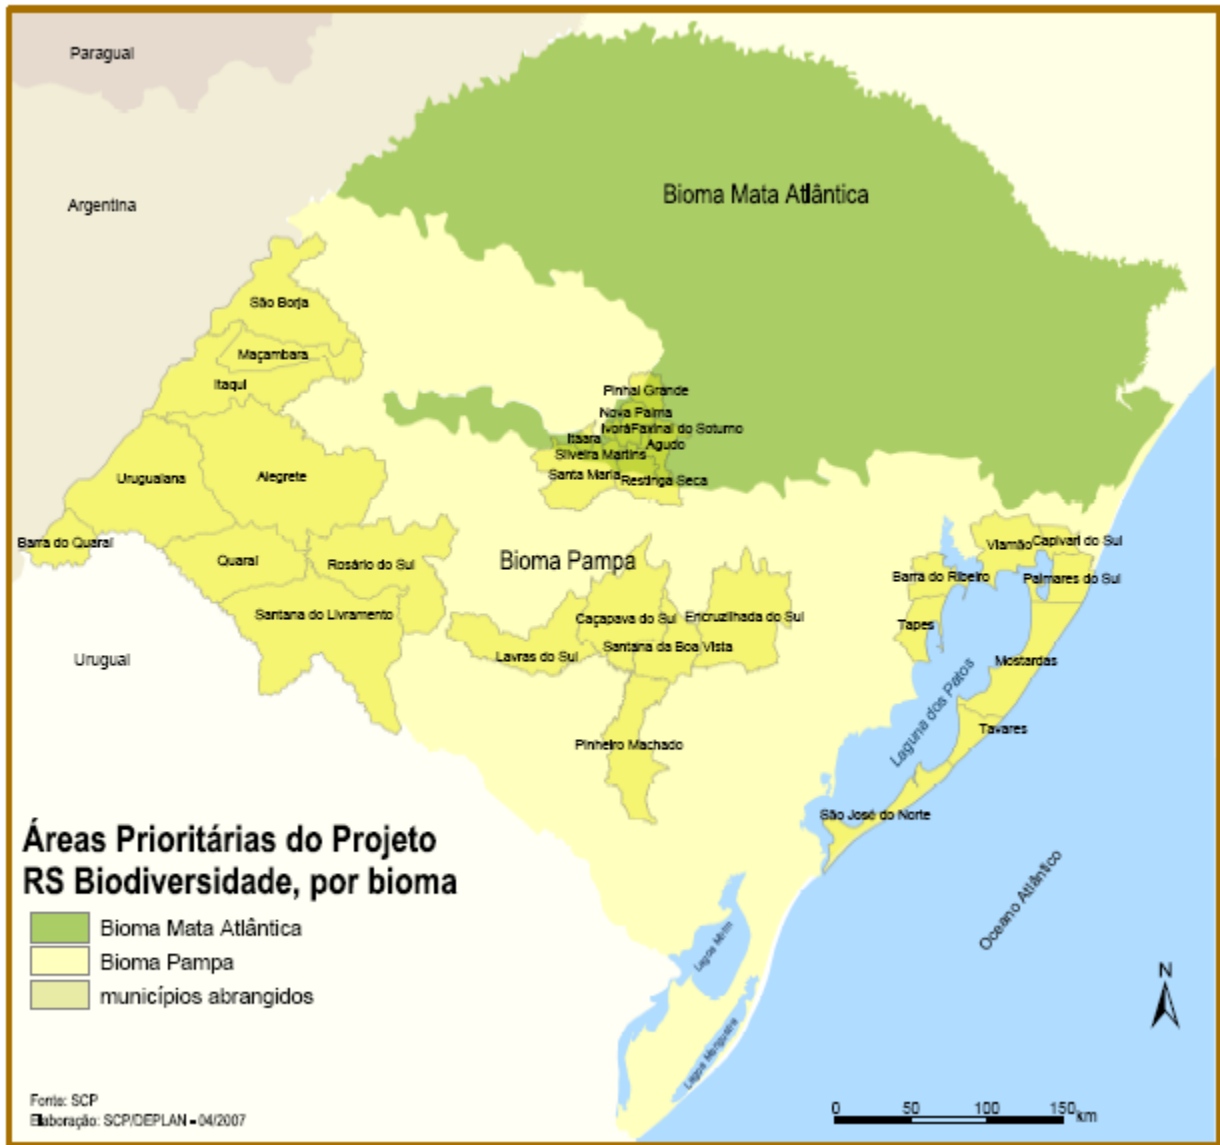 Paraguai
Bioma Mata Atlântica
Argentina
São Borja
Maçambara
Itaqui
Pinhal Grande
Nova Palma
Ivorá Faxinal do Soturno
Itaara
Agudo
Silveira Martins
Santa Maria
Restinga Seca
Uruguaiana
Alegrete
Barra do Quaraí
Quaraí
Rosário do Sul
Bioma Pampa
Viamão
Capivari do Sul
Barra do Ribeiro
Palmares do Sul
Santana do Livramento
Caçapava do Sul
Encruzilhada do Sul
Tapes
Lavras do Sul
Santana da Boa Vista
Uruguai
Mostardas
Laguna dos Patos
Tavares
Pinheiro Machado
São José do Norte
Áreas Prioritárias do Projeto
RS Biodiversidade, por bioma
Bioma Mata Atlântica
Bioma Pampa
municípios abrangidos
Oceano Atlântico
Lagoa Mirim
Lagoa Mangueira
N
Fonte: SCP
Elaboração: SCP/DEPLAN - 04/2007
0 50 100 150 km